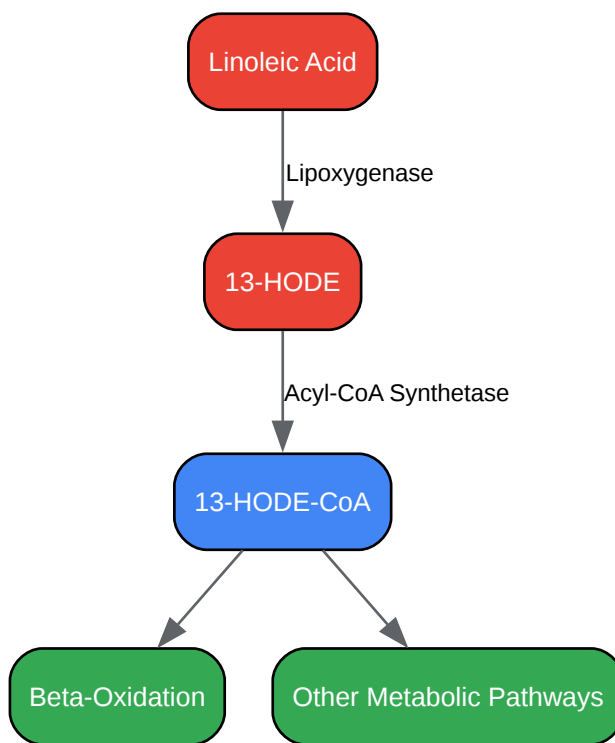 Linoleic Acid
Lipoxygenase
13-HODE
Acyl-CoA Synthetase
13-HODE-CoA
Beta-Oxidation
Other Metabolic Pathways